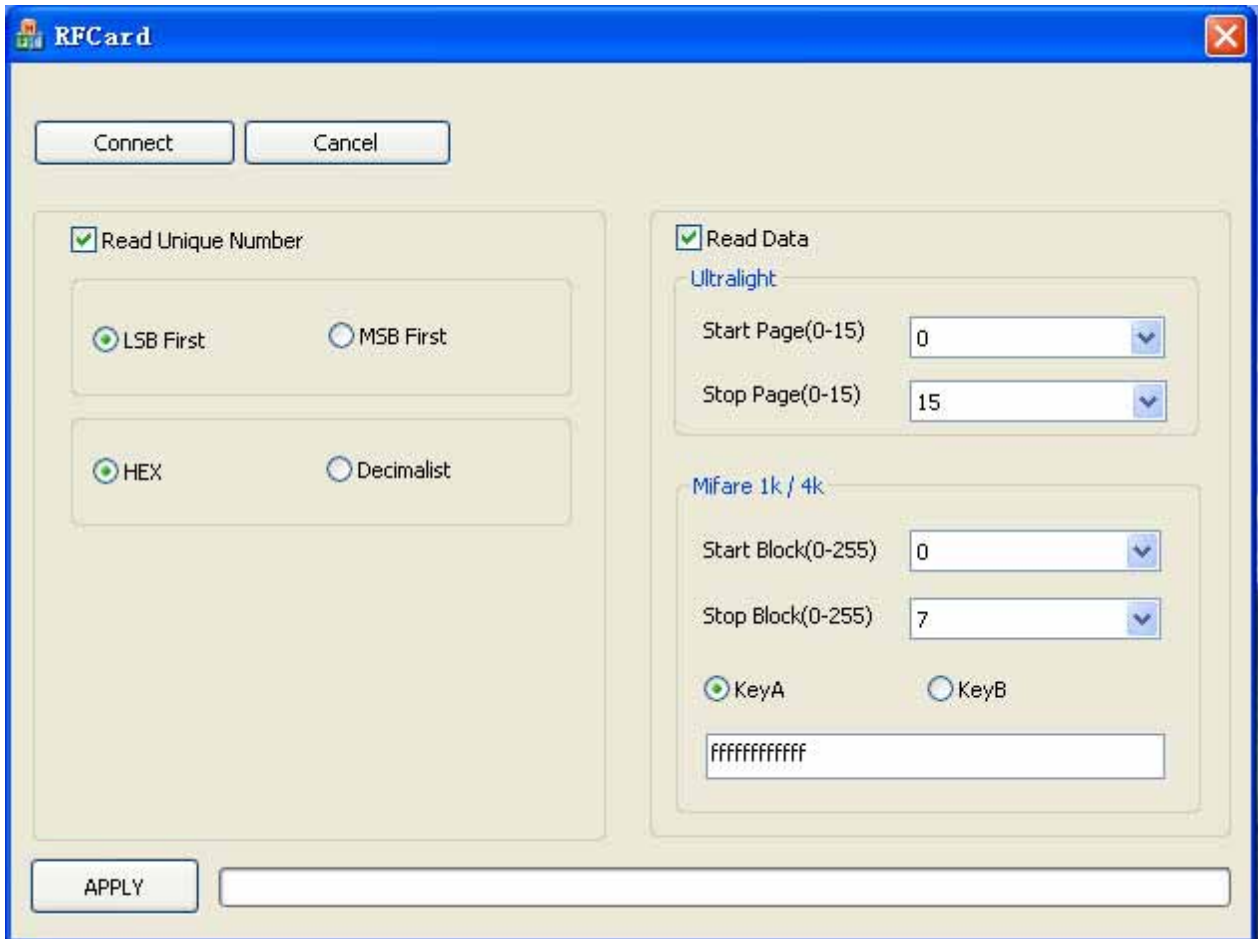 RFCard
Connect Cancel
Read Unique Number
LSB First MSB First
HEX Decimalist
Read Data
Ultralight
Start Page(0-15) 0
Stop Page(0-15) 15
Mifare 1k / 4k
Start Block(0-255) 0
Stop Block(0-255) 7
KeyA KeyB
ffffffffffff
APPLY